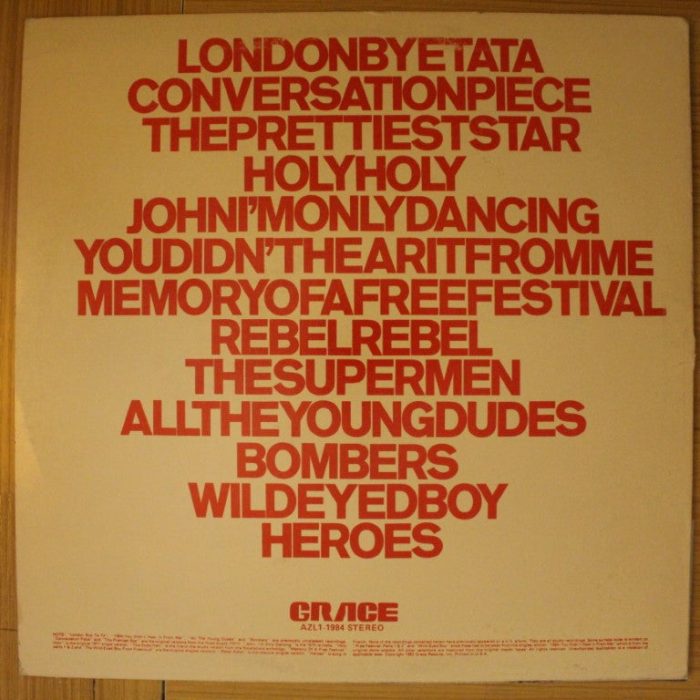 LONDONBYETATA
CONVERSATIONPIECE
THEPRETTIESTSTAR
HOLYHOLY
JOHNI'MONLYDANCING
YOUDIDN'THEARITFROMME
MEMORYOFAFREEFESTIVAL
REBELREBEL
THESUPERMEN
ALLTHEYOUNGDUDES
BOMBERS
WILDEYEDBOY
HEROES
GRACE
AZL1-1984 STEREO